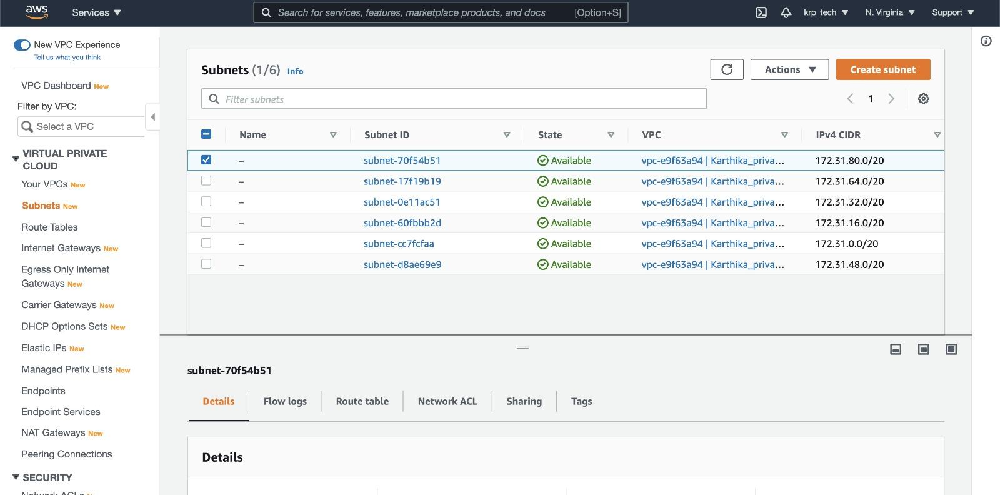 aws Services ▼ Search for services, features, marketplace products, and docs [Option+S] krp_tech ▼ N. Virginia ▼ Support ▼
New VPC Experience
Tell us what you think
VPC Dashboard New
Filter by VPC:
Select a VPC
VIRTUAL PRIVATE
CLOUD
Your VPCs New
Subnets New
Route Tables
Internet Gateways New
Egress Only Internet
Gateways New
Carrier Gateways New
DHCP Options Sets New
Elastic IPs New
Managed Prefix Lists New
Endpoints
Endpoint Services
NAT Gateways New
Peering Connections
SECURITY
Subnets (1/6) Info Actions ▼ Create subnet
Filter subnets 1
Name Subnet ID State VPC IPv4 CIDR
– subnet-70f54b51 Available vpc-e9f63a94 | Karthika_priva… 172.31.80.0/20
– subnet-17f19b19 Available vpc-e9f63a94 | Karthika_priva… 172.31.64.0/20
– subnet-0e11ac51 Available vpc-e9f63a94 | Karthika_priva… 172.31.32.0/20
– subnet-60fbbb2d Available vpc-e9f63a94 | Karthika_priva… 172.31.16.0/20
– subnet-cc7fcfaa Available vpc-e9f63a94 | Karthika_priva… 172.31.0.0/20
– subnet-d8ae69e9 Available vpc-e9f63a94 | Karthika_priva… 172.31.48.0/20
subnet-70f54b51
Details Flow logs Route table Network ACL Sharing Tags
Details